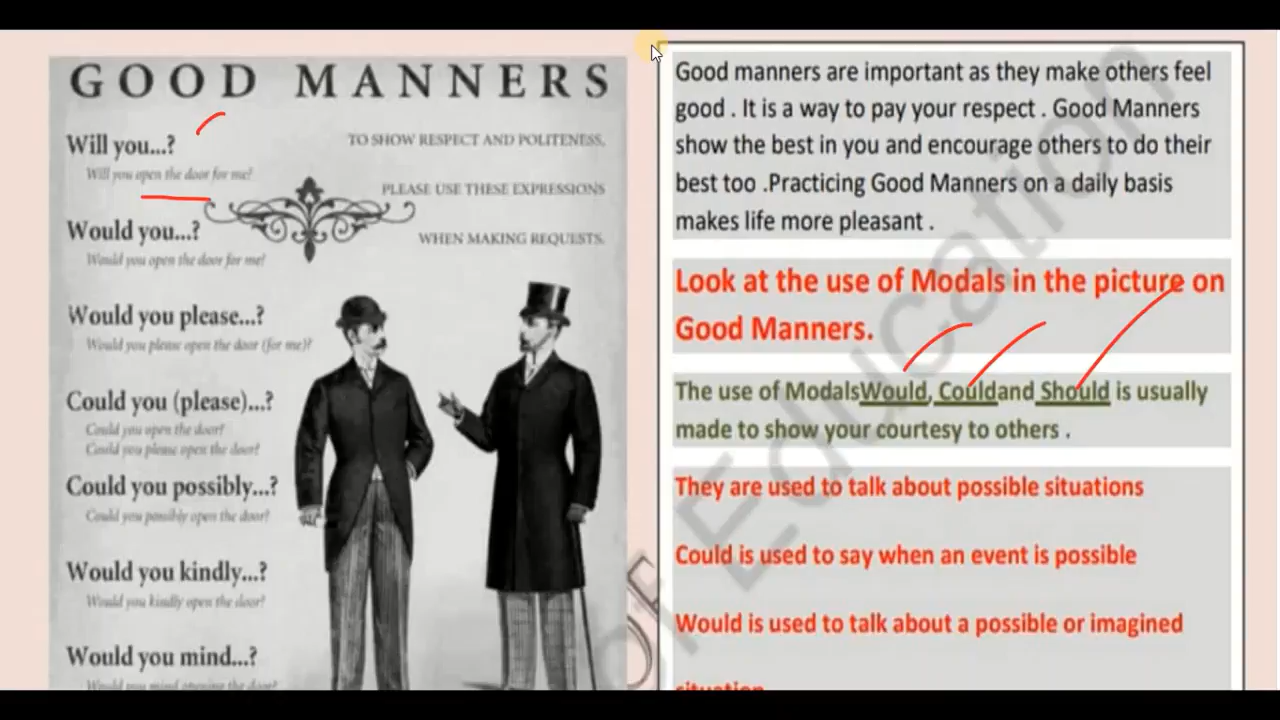 GOOD MANNERS
Will you...?
Will you open the door for me?
TO SHOW RESPECT AND POLITENESS,
PLEASE USE THESE EXPRESSIONS
WHEN MAKING REQUESTS.
Would you...?
Would you open the door for me?
Would you please...?
Would you please open the door (for me)?
Could you (please)...?
Could you open the door?
Could you please open the door?
Could you possibly...?
Could you possibly open the door?
Would you kindly...?
Would you kindly open the door?
Would you mind...?
Would you mind opening the door?
Good manners are important as they make others feel
good . It is a way to pay your respect . Good Manners
show the best in you and encourage others to do their
best too .Practicing Good Manners on a daily basis
makes life more pleasant .
Look at the use of Modals in the picture on
Good Manners.
The use of ModalsWould, Couldand Should is usually
made to show your courtesy to others .
They are used to talk about possible situations
Could is used to say when an event is possible
Would is used to talk about a possible or imagined
situation
OF Education